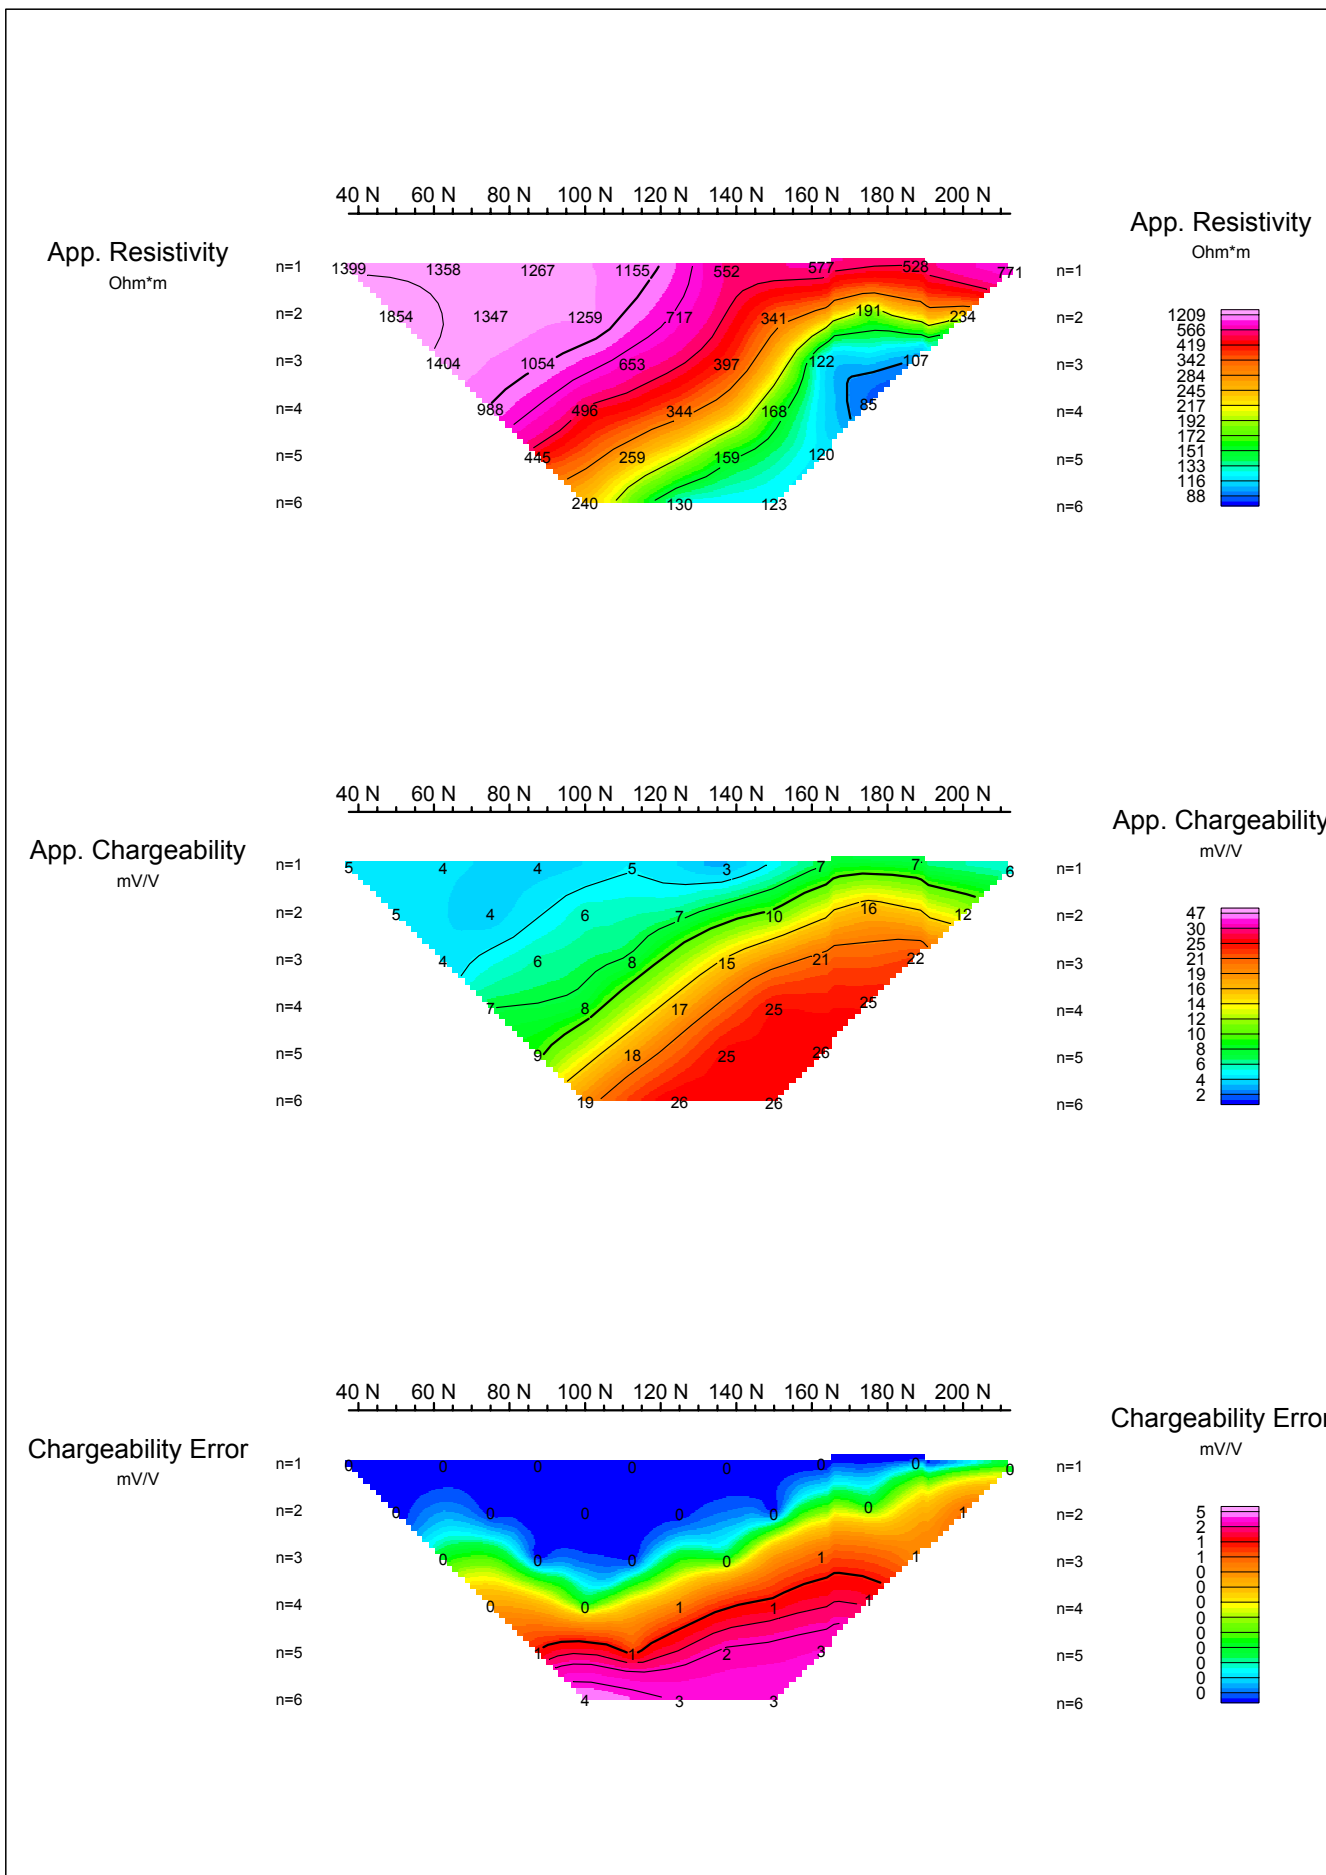 40 N 60 N 80 N 100 N 120 N 140 N 160 N 180 N 200 N
App. Resistivity
Ohm*m
App. Resistivity
Ohm*m
n=1 1399 1358 1267 1155 552 577 528 771 n=1
n=2 1854 1347 1259 717 341 191 234 n=2
n=3 1404 1054 653 397 122 107 n=3
n=4 988 496 344 168 85 n=4
n=5 445 259 159 120 n=5
n=6 240 130 123 n=6
1209
566
419
342
284
245
217
192
172
151
133
116
88
40 N 60 N 80 N 100 N 120 N 140 N 160 N 180 N 200 N
App. Chargeability
mV/V
App. Chargeability
mV/V
n=1 5 4 4 5 3 7 7 6 n=1
n=2 5 4 6 7 10 16 12 n=2
n=3 4 6 8 15 21 22 n=3
n=4 7 8 17 25 25 n=4
n=5 9 18 25 26 n=5
n=6 19 26 26 n=6
47
30
25
21
19
16
14
12
10
8
6
4
2
40 N 60 N 80 N 100 N 120 N 140 N 160 N 180 N 200 N
Chargeability Error
mV/V
Chargeability Error
mV/V
n=1 0 0 0 0 0 0 0 0 n=1
n=2 0 0 0 0 0 0 1 n=2
n=3 0 0 0 0 1 1 n=3
n=4 0 0 1 1 1 n=4
n=5 1 1 2 3 n=5
n=6 4 3 3 n=6
5
2
1
1
0
0
0
0
0
0
0
0
0